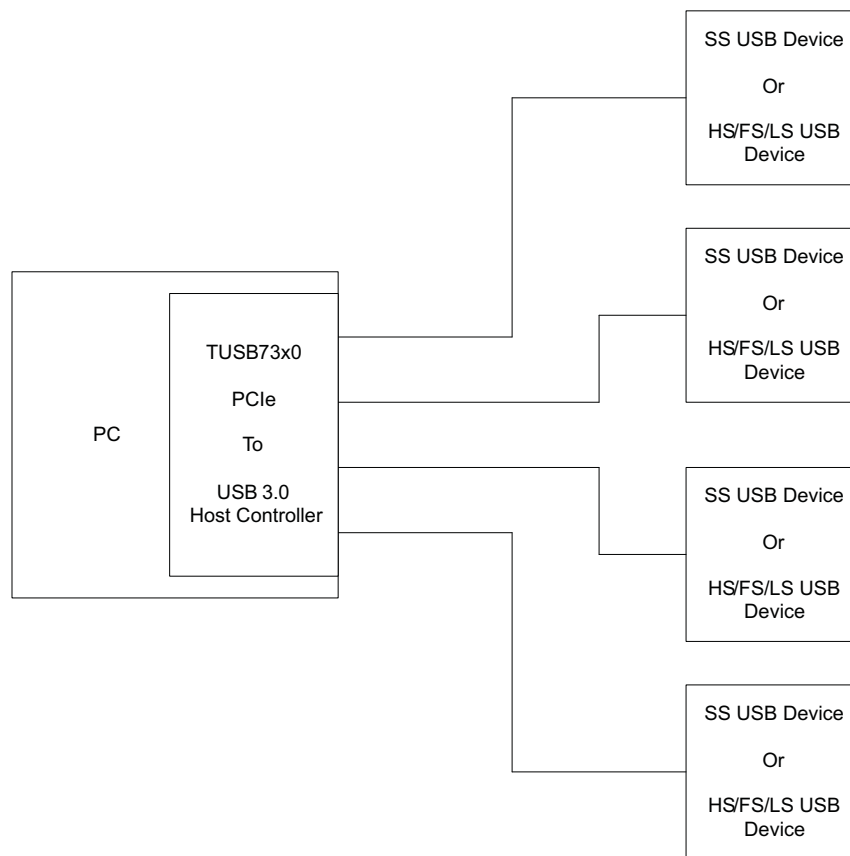 SS USB Device
Or
HS/FS/LS USB
Device
SS USB Device
Or
HS/FS/LS USB
Device
TUSB73x0
PCIe
To
USB 3.0
Host Controller
PC
SS USB Device
Or
HS/FS/LS USB
Device
SS USB Device
Or
HS/FS/LS USB
Device